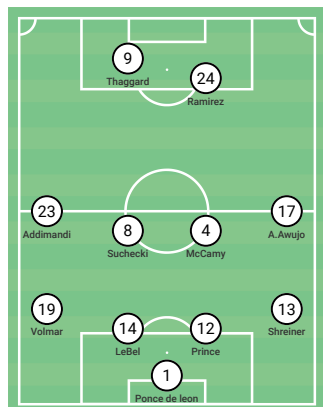 9
Thaggard
24
Ramirez
23
Addimandi
17
A.Awujo
8
Suchecki
4
McCamy
19
Volmar
13
Shreiner
14
LeBel
12
Prince
1
Ponce de leon